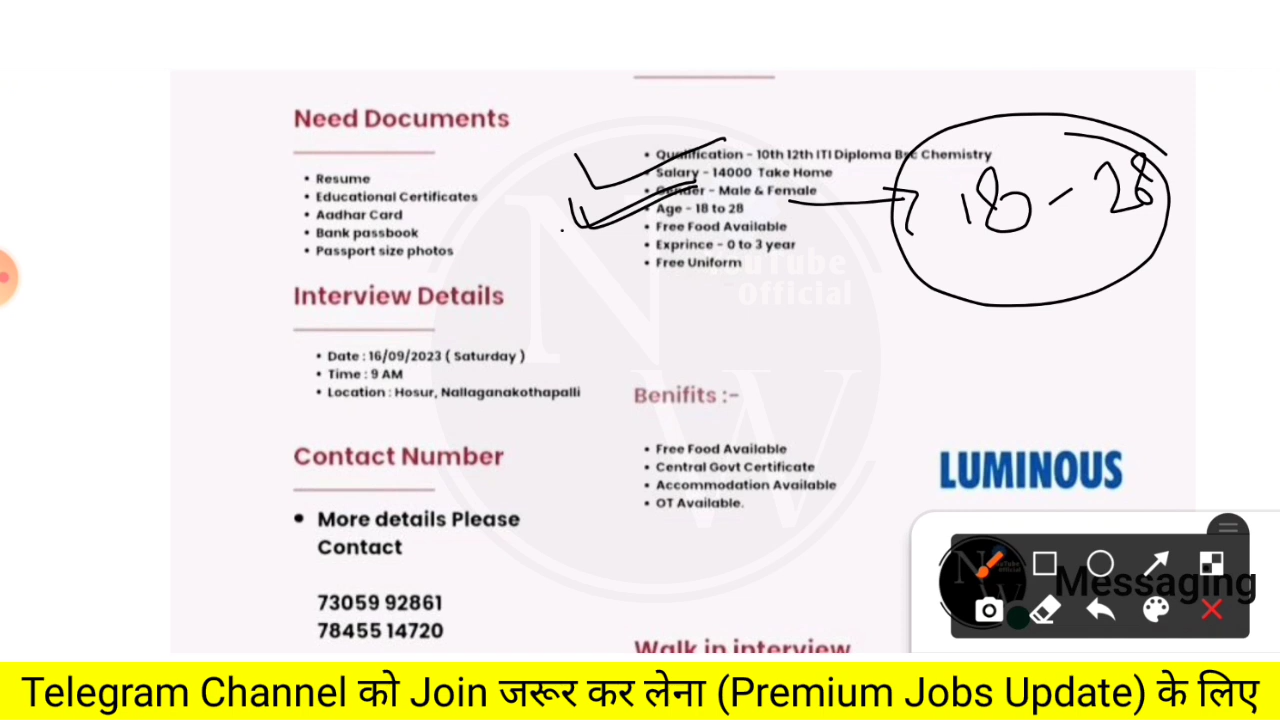 Need Documents
• Resume
• Educational Certificates
• Aadhar Card
• Bank passbook
• Passport size photos
Interview Details
• Date : 16/09/2023 ( Saturday )
• Time : 9 AM
• Location : Hosur, Nallaganakothapalli
Contact Number
• More details Please
Contact
73059 92861
78455 14720
• Qualification - 10th 12th ITI Diploma Bsc Chemistry
• Salary - 14000 Take Home
• Gender - Male & Female
• Age - 18 to 28
• Free Food Available
• Exprince - 0 to 3 year
• Free Uniform
18 - 28
YouTube
Official
NW
Benifits :-
• Free Food Available
• Central Govt Certificate
• Accommodation Available
• OT Available.
LUMINOUS
Messaging
Walk in interview
Telegram Channel को Join जरूर कर लेना (Premium Jobs Update) के लिए